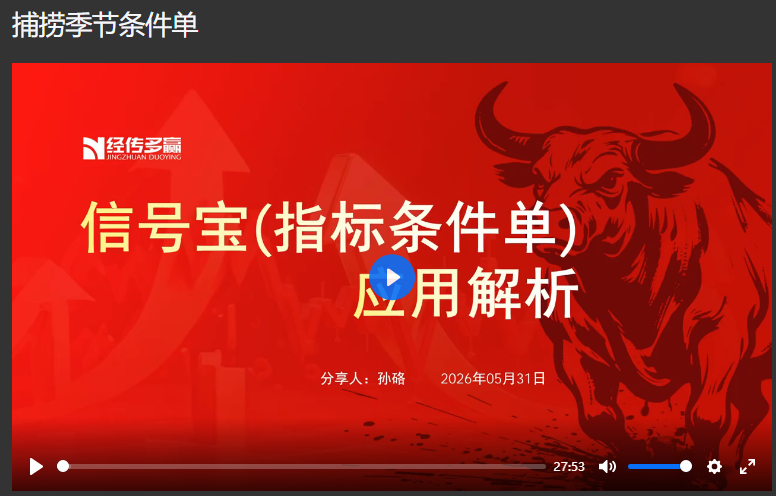 捕捞季节条件单
经传多赢
JINGZHUAN DUOYING
信号宝(指标条件单)
应用解析
分享人：孙硌 2026年05月31日
27:53